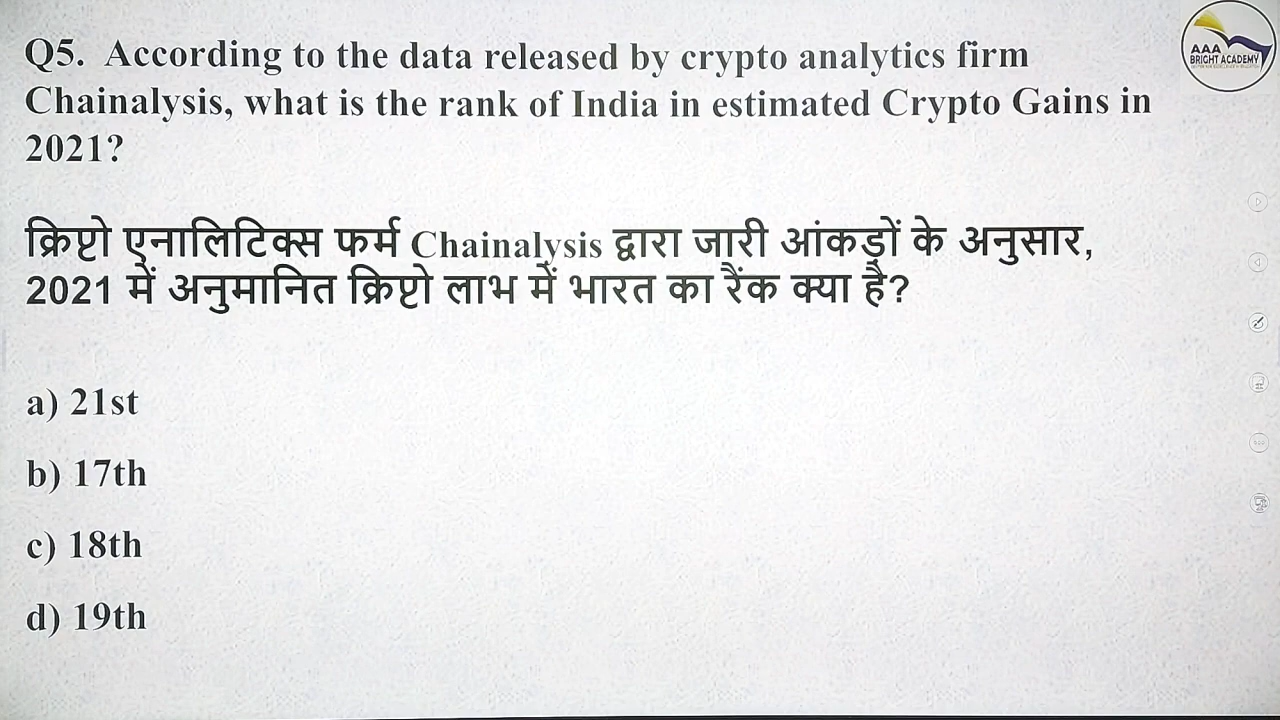 Q5. According to the data released by crypto analytics firm
Chainalysis, what is the rank of India in estimated Crypto Gains in
2021?
क्रिप्टो एनालिटिक्स फर्म Chainalysis द्वारा जारी आंकड़ों के अनुसार,
2021 में अनुमानित क्रिप्टो लाभ में भारत का रैंक क्या है?
a) 21st
b) 17th
c) 18th
d) 19th
AAA
BRIGHT ACADEMY